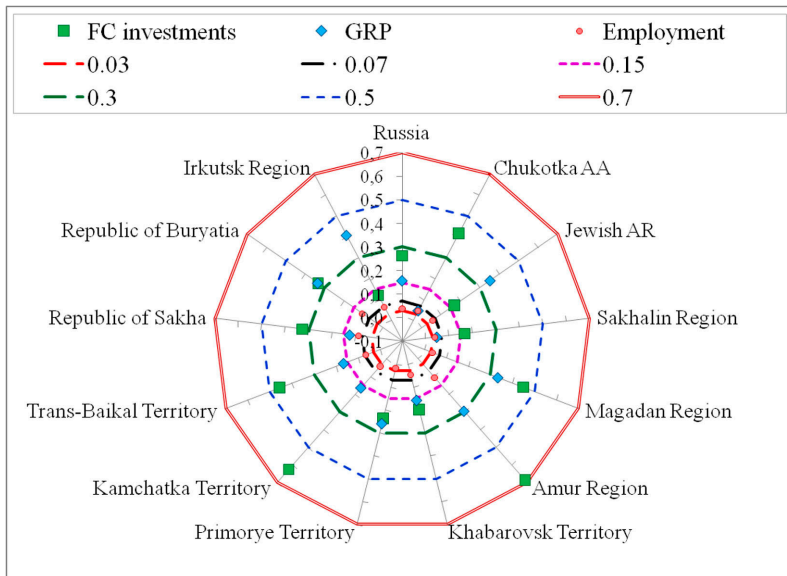 FC investments GRP Employment
0.03 0.07 0.15
0.3 0.5 0.7
Russia
0,7
Irkutsk Region Chukotka AA
0,6
0,5
Republic of Buryatia Jewish AR
0,4
0,3
0,2
Republic of Sakha Sakhalin Region
0,1
0
-0,1
Trans-Baikal Territory Magadan Region
Kamchatka Territory Amur Region
Primorye Territory Khabarovsk Territory